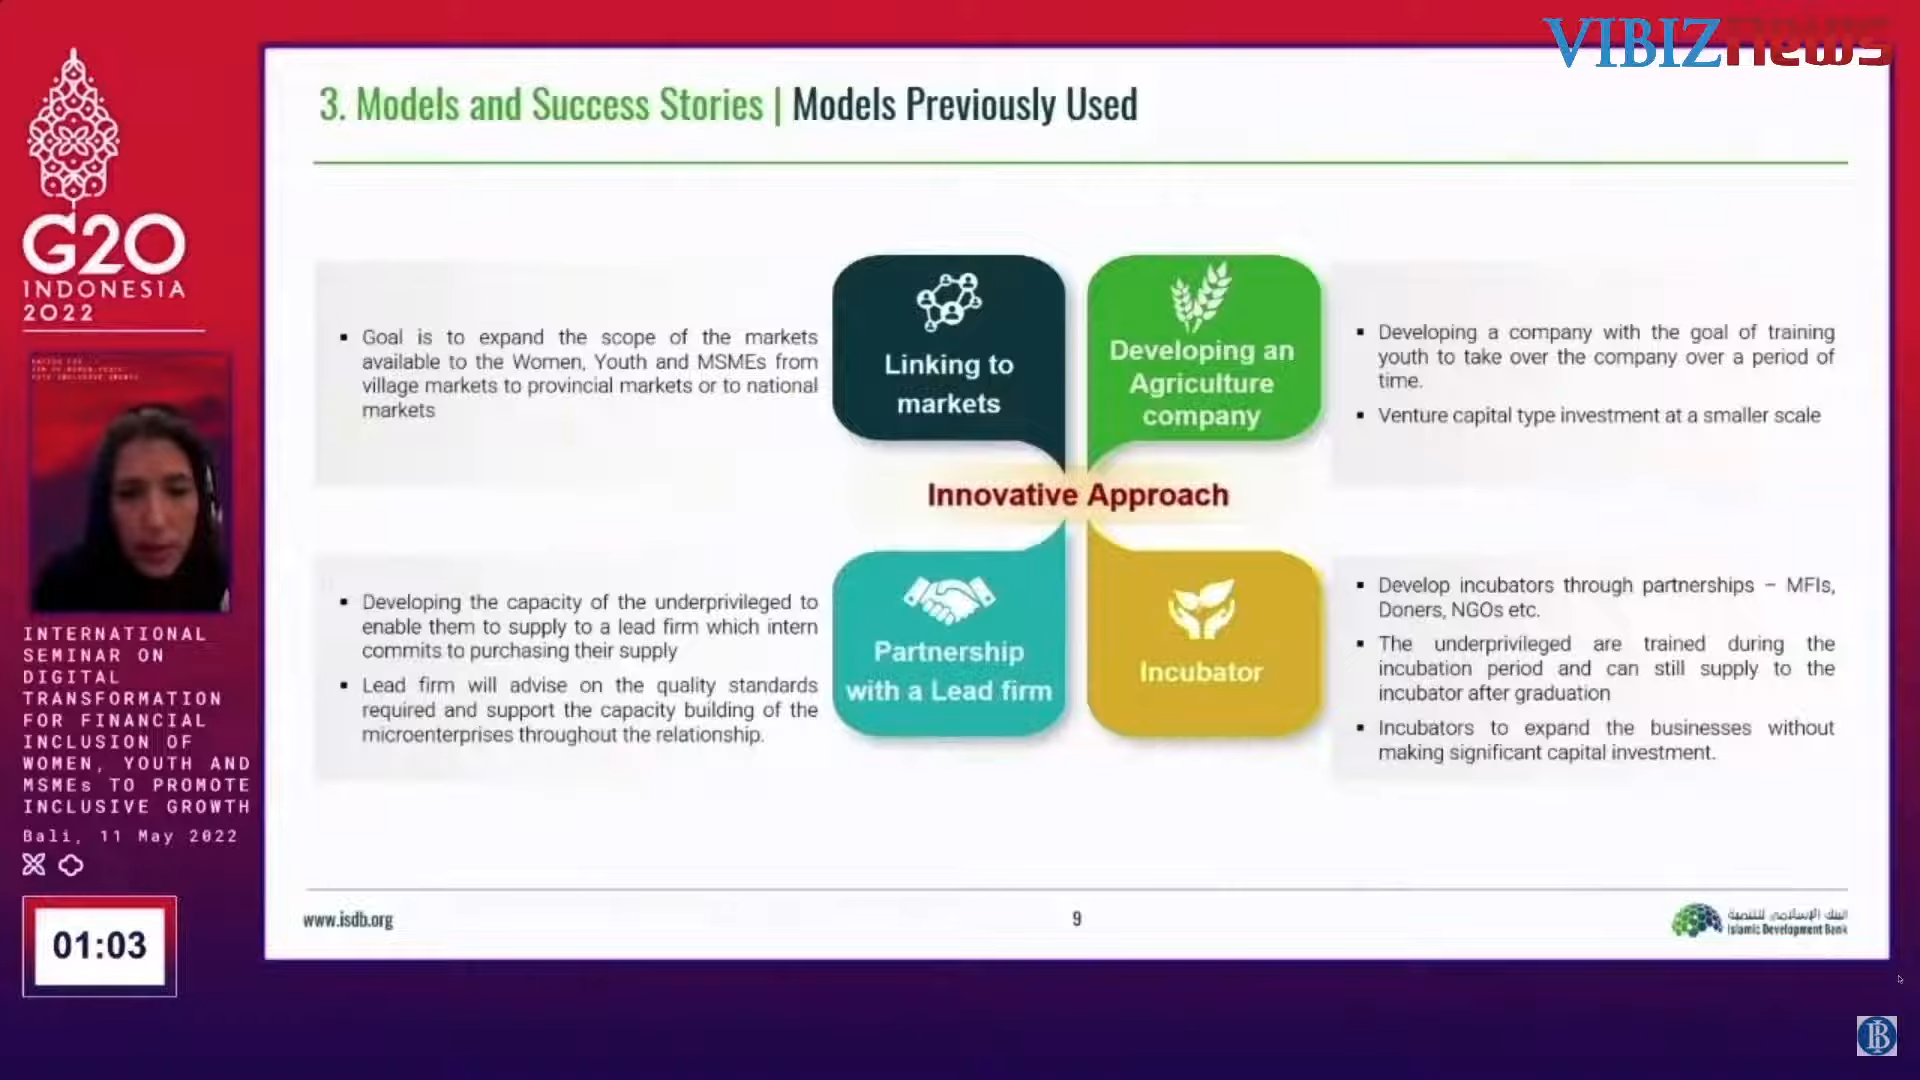 VIBIZnews
G20
INDONESIA
2022
INTERNATIONAL
SEMINAR ON
DIGITAL
TRANSFORMATION
FOR FINANCIAL
INCLUSION OF
WOMEN, YOUTH AND
MSMEs TO PROMOTE
INCLUSIVE GROWTH
Bali, 11 May 2022
01:03
3. Models and Success Stories | Models Previously Used
▪ Goal is to expand the scope of the markets
available to the Women, Youth and MSMEs from
village markets to provincial markets or to national
markets
Linking to
markets
Developing an
Agriculture
company
▪ Developing a company with the goal of training
youth to take over the company over a period of
time.
▪ Venture capital type investment at a smaller scale
Innovative Approach
▪ Developing the capacity of the underprivileged to
enable them to supply to a lead firm which intern
commits to purchasing their supply
▪ Lead firm will advise on the quality standards
required and support the capacity building of the
microenterprises throughout the relationship.
Partnership
with a Lead firm
Incubator
▪ Develop incubators through partnerships – MFIs,
Doners, NGOs etc.
▪ The underprivileged are trained during the
incubation period and can still supply to the
incubator after graduation
▪ Incubators to expand the businesses without
making significant capital investment.
www.isdb.org
9
البنك الإسلامي للتنمية
Islamic Development Bank